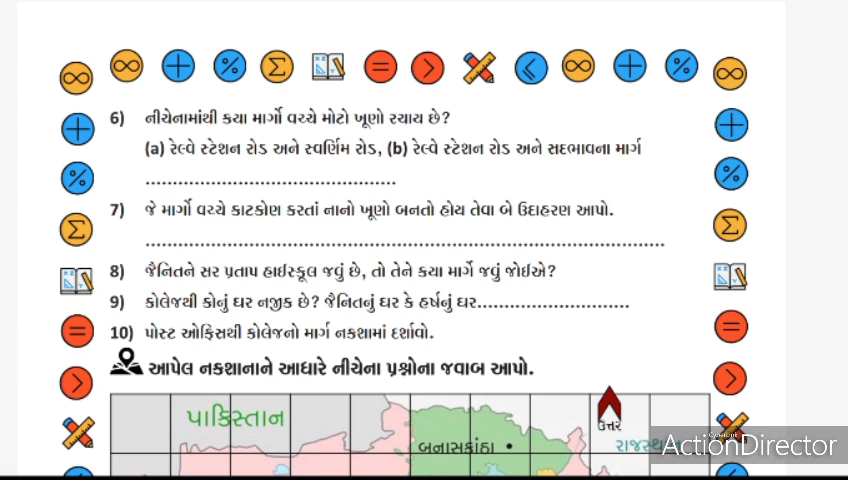 6) નીચેનામાંથી કયા માર્ગો વચ્ચે મોટો ખૂણો રચાય છે?
(a) રેલ્વે સ્ટેશન રોડ અને સ્વર્ણિમ રોડ, (b) રેલ્વે સ્ટેશન રોડ અને સદભાવના માર્ગ
..............................................
7) જે માર્ગો વચ્ચે કાટકોણ કરતાં નાનો ખૂણો બનતો હોય તેવા બે ઉદાહરણ આપો.
...............................................................................................
8) જૈનિતને સર પ્રતાપ હાઈસ્કૂલ જવું છે, તો તેને કયા માર્ગે જવું જોઈએ?
9) કોલેજથી કોનું ઘર નજીક છે? જૈનિતનું ઘર કે હર્ષનું ઘર............................
10) પોસ્ટ ઓફિસથી કોલેજનો માર્ગ નકશામાં દર્શાવો.
આપેલ નકશાનાને આધારે નીચેના પ્રશ્નોના જવાબ આપો.
પાકિસ્તાન
ઉત્તર
બનાસકાંઠા
CyberLink
ActionDirector